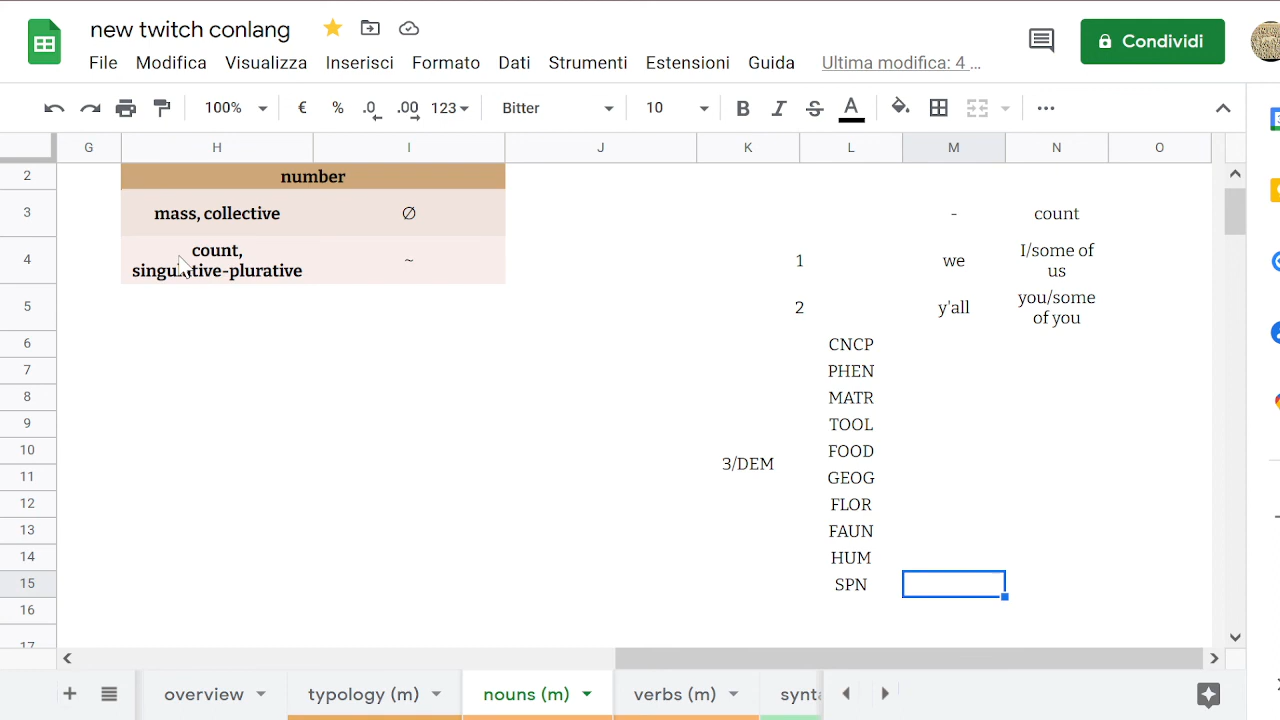 new twitch conlang
Condividi
File Modifica Visualizza Inserisci Formato Dati Strumenti Estensioni Guida Ultima modifica: 4 ...
100% € % .0 .00 123 Bitter 10 B I S A
G H I J K L M N O
2 number
3 mass, collective ∅ - count
4 count, singulative-plurative ~ 1 we I/some of us
5 2 y'all you/some of you
6 CNCP
7 PHEN
8 MATR
9 TOOL
10 FOOD
3/DEM
11 GEOG
12 FLOR
13 FAUN
14 HUM
15 SPN
16
17
overview typology (m) nouns (m) verbs (m) synta